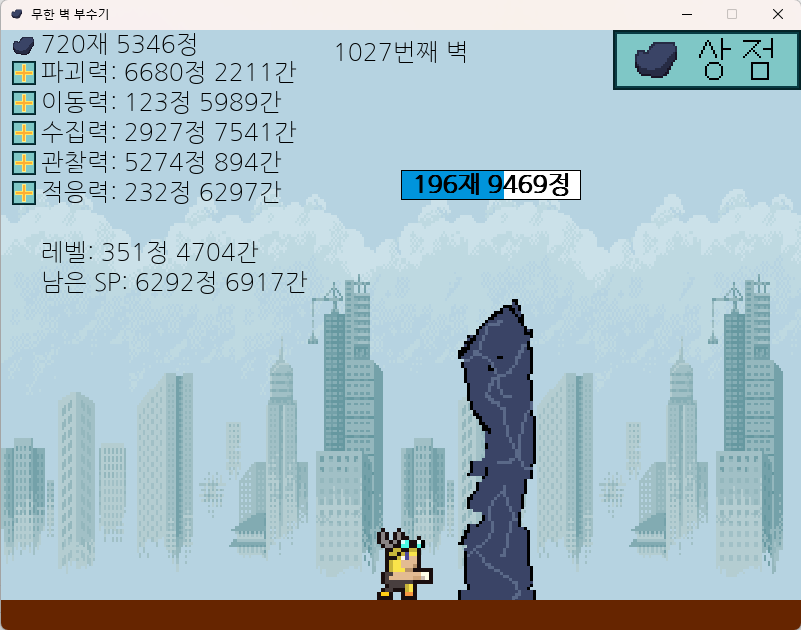 무한 벽 부수기
720재 5346정
1027번째 벽
상점
파괴력: 6680정 2211간
이동력: 123정 5989간
수집력: 2927정 7541간
관찰력: 5274정 894간
적응력: 232정 6297간
196재 9469정
레벨: 351정 4704간
남은 SP: 6292정 6917간